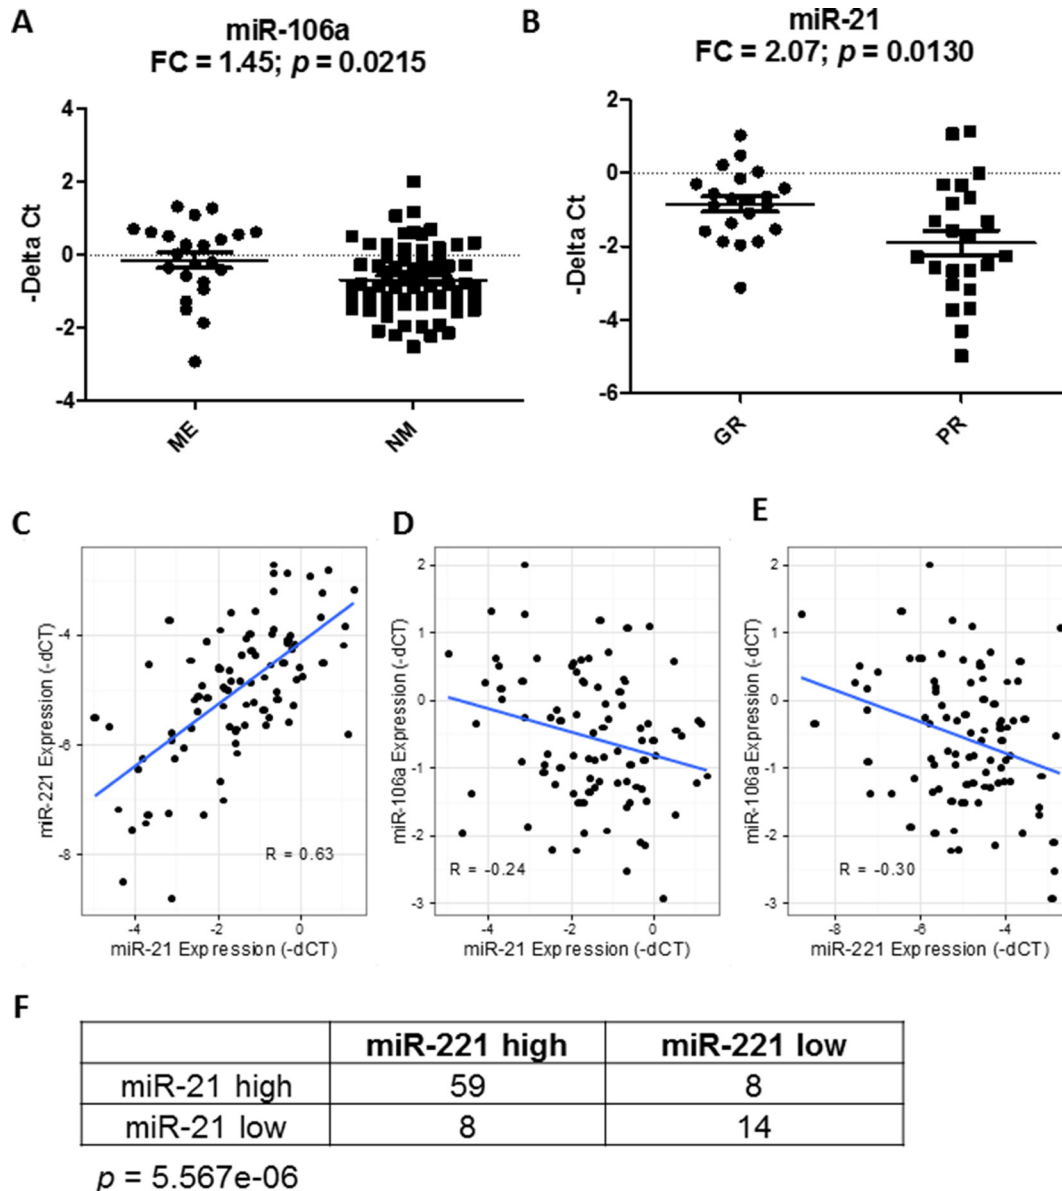 A
miR-106a
FC = 1.45; p = 0.0215
-Delta Ct
4
2
0
-2
-4
ME
NM
B
miR-21
FC = 2.07; p = 0.0130
-Delta Ct
2
0
-2
-4
-6
GR
PR
C
miR-221 Expression (-dCT)
-4
-6
-8
R = 0.63
-4
-2
0
miR-21 Expression (-dCT)
D
miR-106a Expression (-dCT)
2
1
0
-1
-2
-3
R = -0.24
-4
-2
0
miR-21 Expression (-dCT)
E
miR-106a Expression (-dCT)
2
1
0
-1
-2
-3
R = -0.30
-8
-6
-4
miR-221 Expression (-dCT)
F
miR-221 high miR-221 low
miR-21 high 59 8
miR-21 low 8 14
p = 5.567e-06